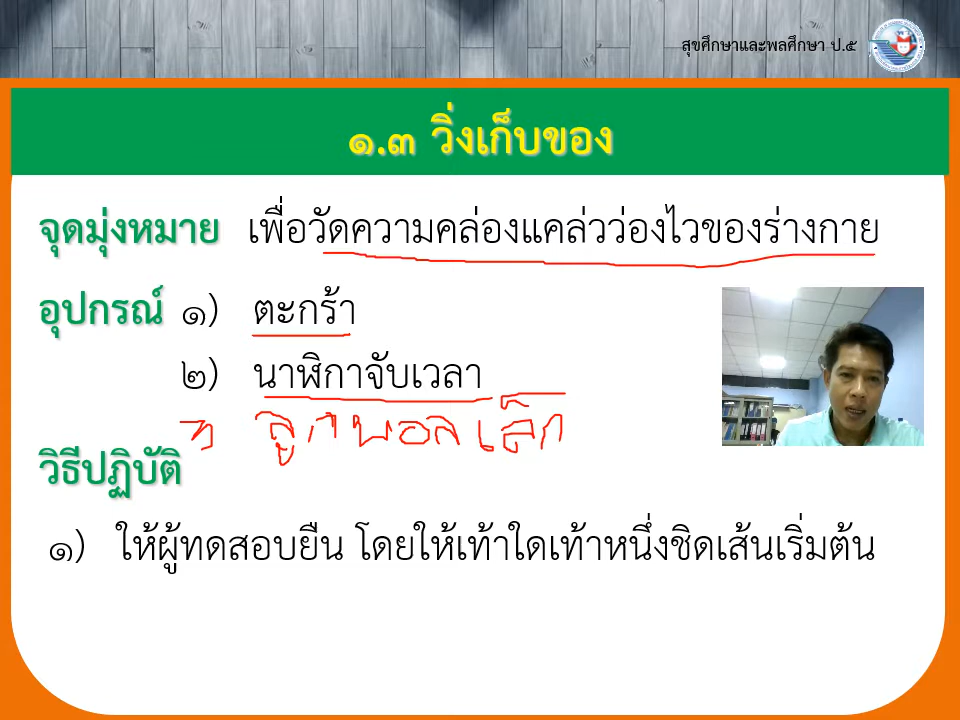 สุขศึกษาและพลศึกษา ป.๕
๑.๓ วิ่งเก็บของ
จุดมุ่งหมาย เพื่อวัดความคล่องแคล่วว่องไวของร่างกาย
อุปกรณ์ ๑) ตะกร้า
๒) นาฬิกาจับเวลา
ลูกบอลเล็ก
วิธีปฏิบัติ
๑) ให้ผู้ทดสอบยืน โดยให้เท้าใดเท้าหนึ่งชิดเส้นเริ่มต้น